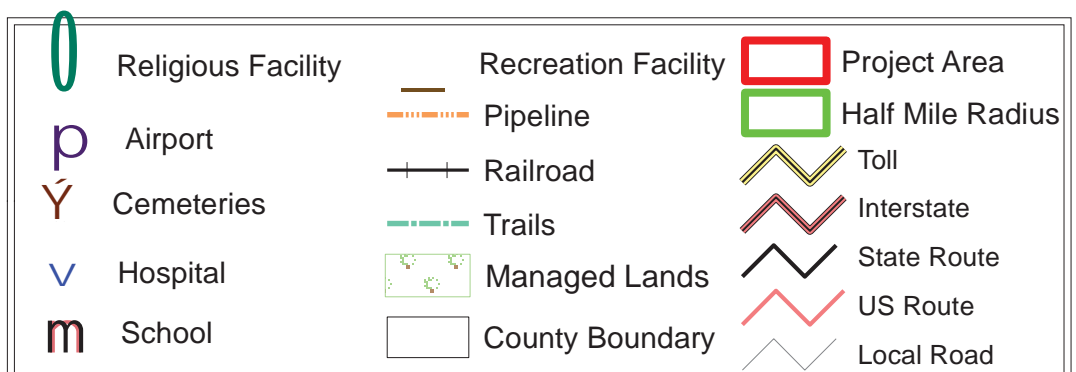 Religious Facility
p Airport
Ý Cemeteries
v Hospital
m School
Recreation Facility
Pipeline
Railroad
Trails
Managed Lands
County Boundary
Project Area
Half Mile Radius
Toll
Interstate
State Route
US Route
Local Road